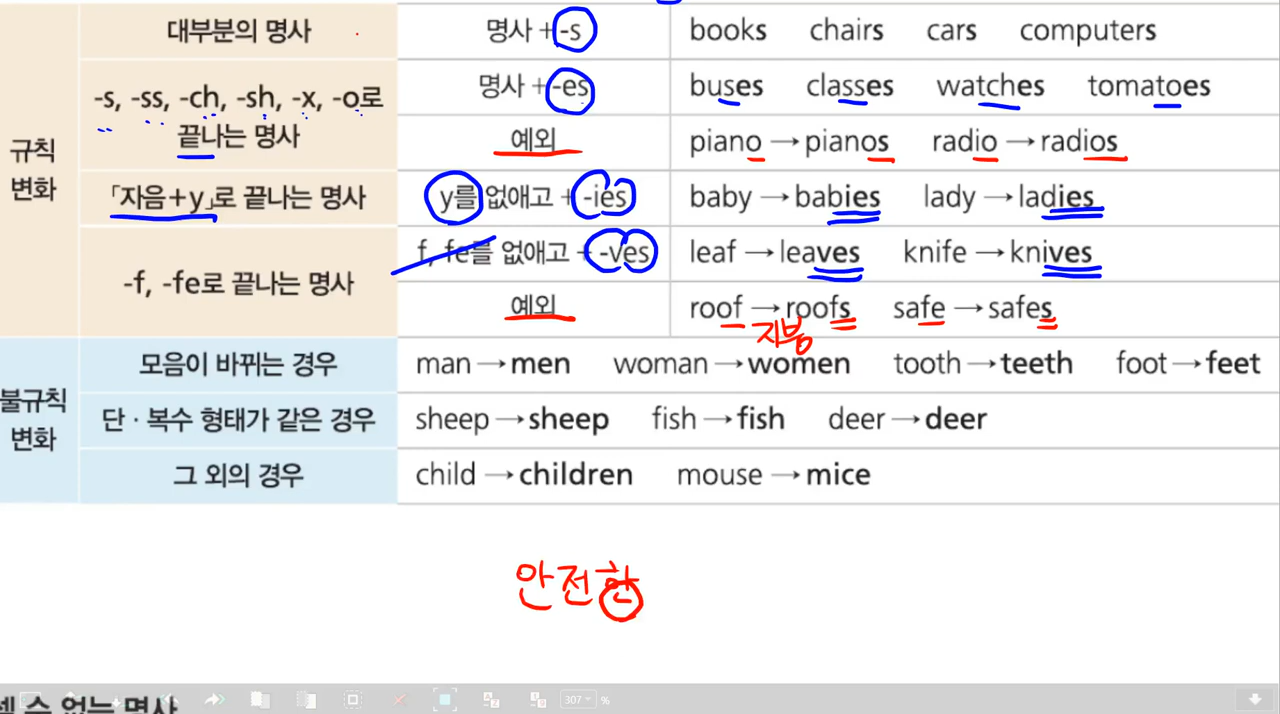 대부분의 명사 명사 + -s books chairs cars computers
-s, -ss, -ch, -sh, -x, -o로 끝나는 명사 명사 + -es buses classes watches tomatoes
예외 piano → pianos radio → radios
규칙 변화
「자음+y」로 끝나는 명사 y를 없애고 + -ies baby → babies lady → ladies
-f, -fe로 끝나는 명사 f, fe를 없애고 + -ves leaf → leaves knife → knives
예외 roof → roofs safe → safes
지붕
모음이 바뀌는 경우 man → men woman → women tooth → teeth foot → feet
불규칙 변화
단·복수 형태가 같은 경우 sheep → sheep fish → fish deer → deer
그 외의 경우 child → children mouse → mice
안전한
307 %
셀 수 없는 명사